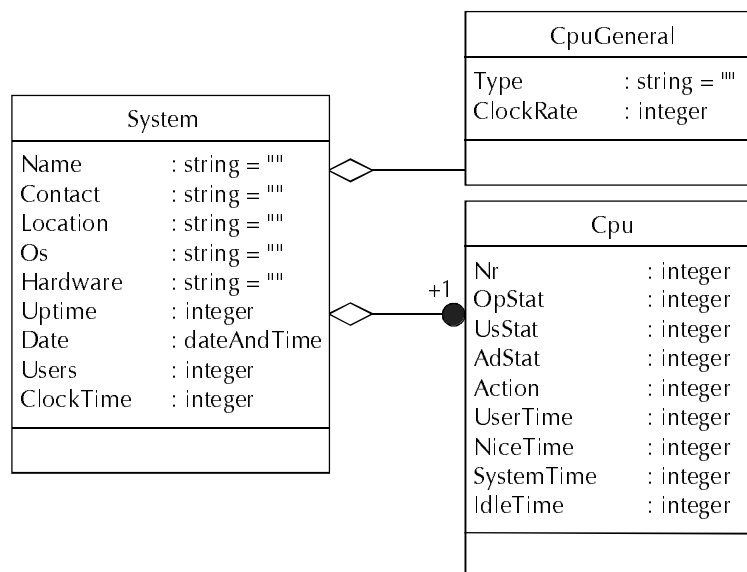 CpuGeneral
Type : string = ""
ClockRate : integer
System
Name : string = ""
Contact : string = ""
Location : string = ""
Os : string = ""
Hardware : string = ""
Uptime : integer
Date : dateAndTime
Users : integer
ClockTime : integer
+1
Cpu
Nr : integer
OpStat : integer
UsStat : integer
AdStat : integer
Action : integer
UserTime : integer
NiceTime : integer
SystemTime : integer
IdleTime : integer